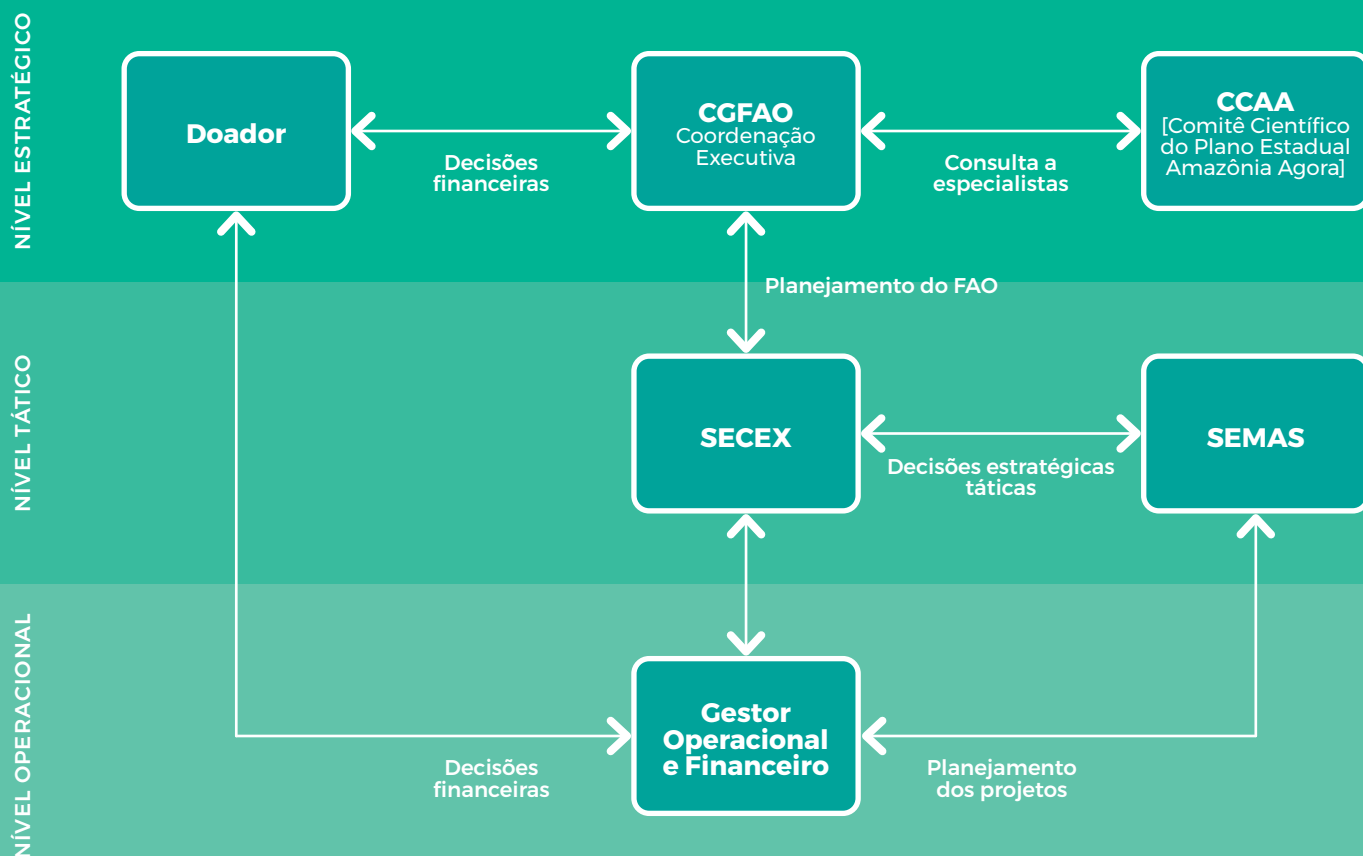 NÍVEL ESTRATÉGICO
Doador
Decisões
financeiras
CGFAO
Coordenação
Executiva
Consulta a
especialistas
CCAA
[Comitê Científico
do Plano Estadual
Amazônia Agora]
Planejamento do FAO
NÍVEL TÁTICO
SECEX
Decisões estratégicas
táticas
SEMAS
NÍVEL OPERACIONAL
Decisões
financeiras
Gestor
Operacional
e Financeiro
Planejamento
dos projetos